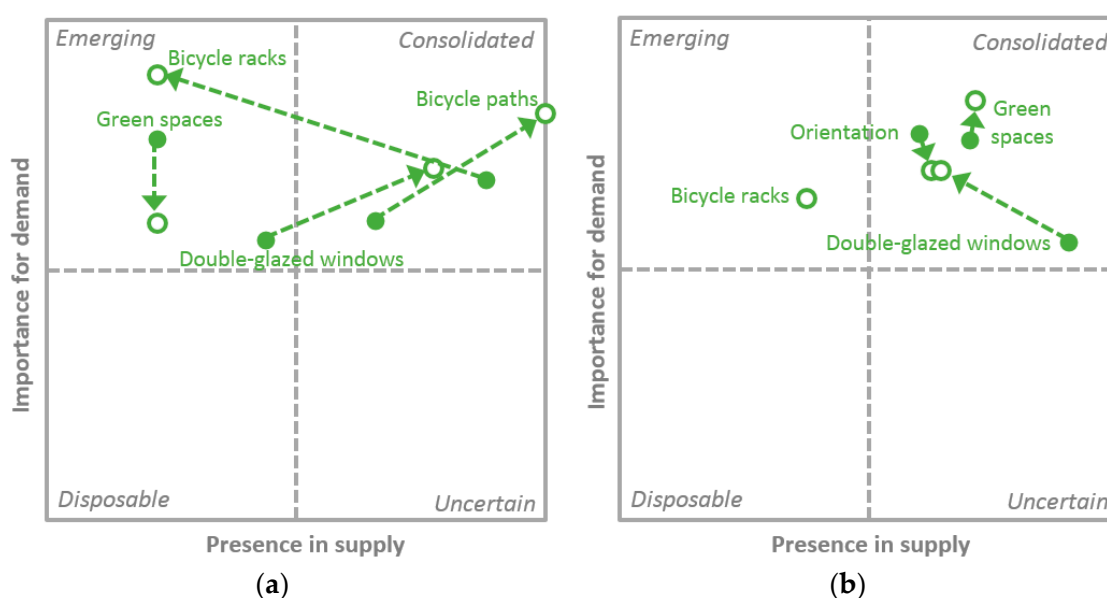 Emerging
Consolidated
Bicycle racks
Bicycle paths
Green spaces
Double-glazed windows
Importance for demand
Disposable
Uncertain
Presence in supply
(a)
Emerging
Consolidated
Green
spaces
Orientation
Bicycle racks
Double-glazed windows
Importance for demand
Disposable
Uncertain
Presence in supply
(b)